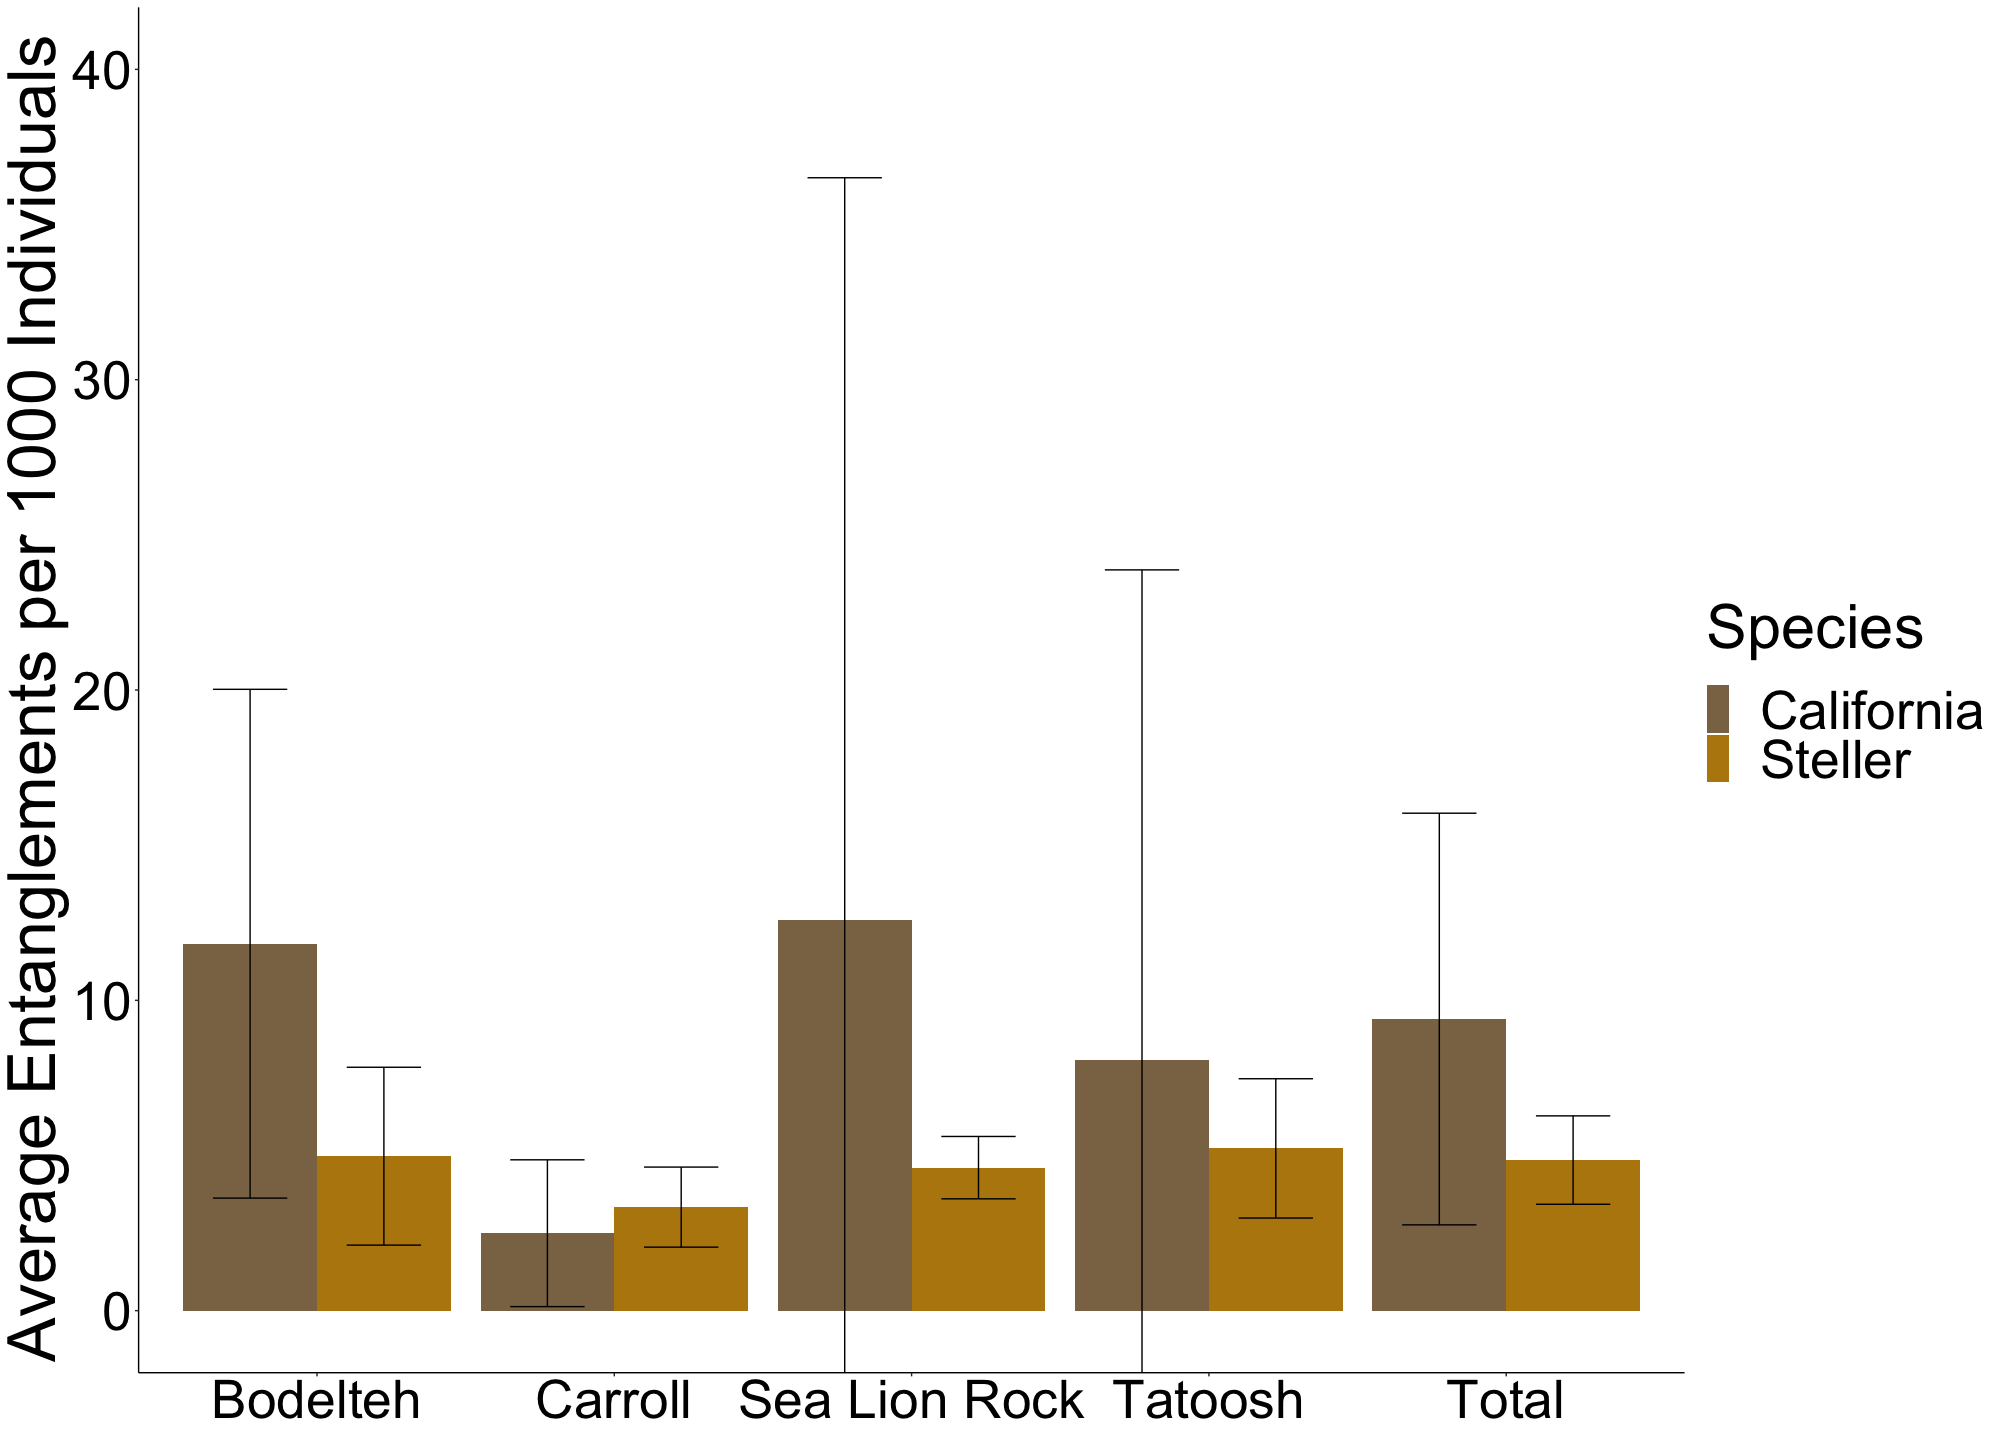 Average Entanglements per 1000 Individuals
40
30
20
10
0
Bodelteh
Carroll
Sea Lion Rock
Tatoosh
Total
Species
California
Steller